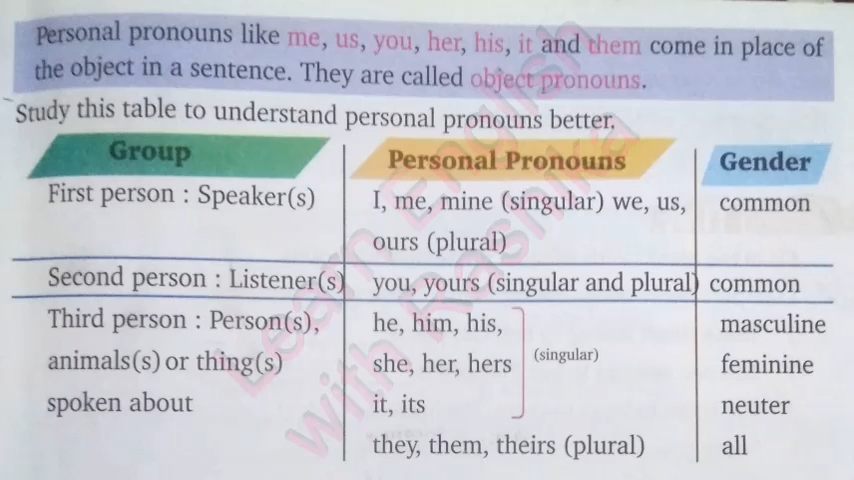 Personal pronouns like me, us, you, her, his, it and them come in place of
the object in a sentence. They are called object pronouns.
Study this table to understand personal pronouns better.
Group Personal Pronouns Gender
First person : Speaker(s) I, me, mine (singular) we, us, common
ours (plural)
Second person : Listener(s) you, yours (singular and plural) common
Third person : Person(s), he, him, his, masculine
animals(s) or thing(s) she, her, hers (singular) feminine
spoken about it, its neuter
they, them, theirs (plural) all
Learn English
with Rashika